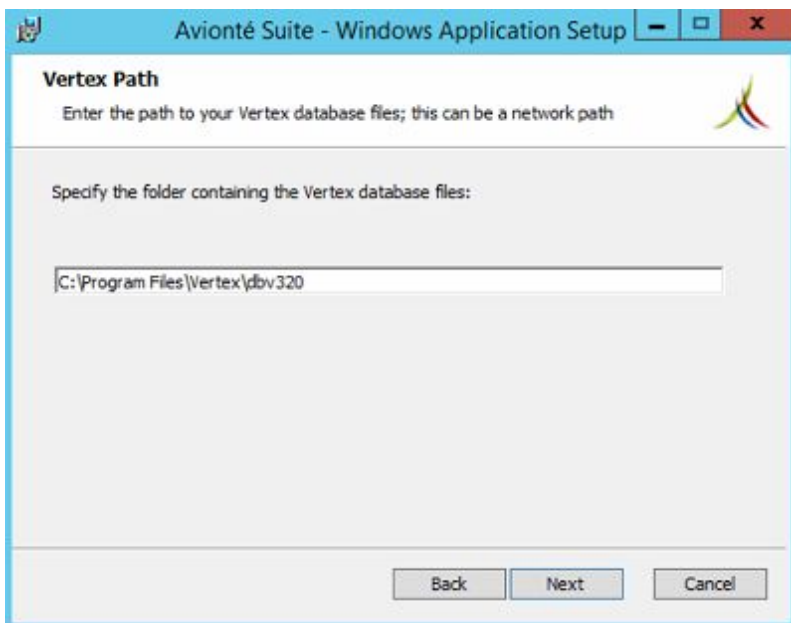 Avionté Suite - Windows Application Setup
Vertex Path
Enter the path to your Vertex database files; this can be a network path
Specify the folder containing the Vertex database files:
C:\Program Files\Vertex\dbv320
Back Next Cancel